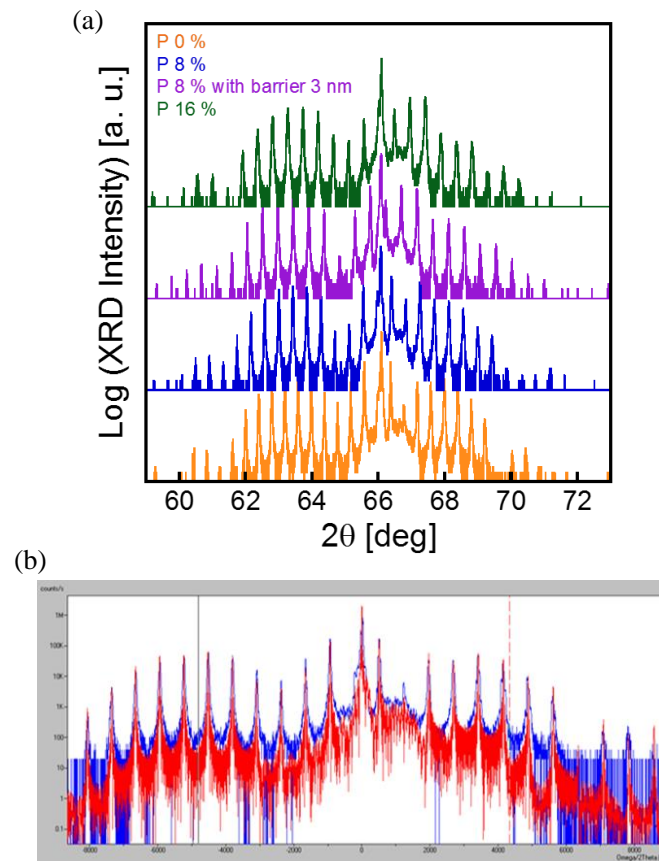 (a)
P 0 %
P 8 %
P 8 % with barrier 3 nm
P 16 %
Log (XRD Intensity) [a. u.]
60 62 64 66 68 70 72
2θ [deg]
(b)
counts/s
1M
100K
10K
1K
100
10
1
0.1
-8000 -6000 -4000 -2000 0 2000 4000 6000 8000
Omega/2Theta